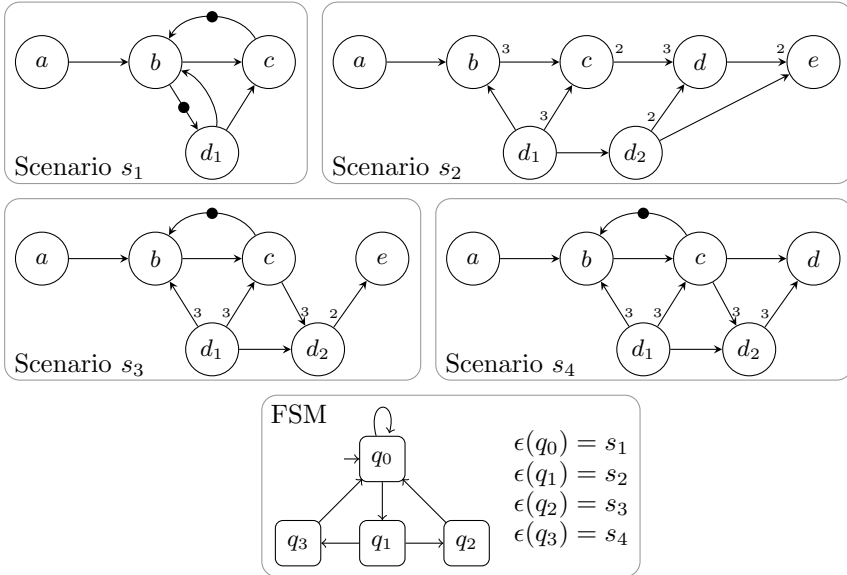 a b c
d₁
Scenario s₁
a b 3 c 2 3 d 2 e
3 2
d₁ d₂
Scenario s₂
a b c e
3 3 3 2
d₁ d₂
Scenario s₃
a b c d
3 3 3 3
d₁ d₂
Scenario s₄
FSM
q₀
q₃ q₁ q₂
ϵ(q₀) = s₁
ϵ(q₁) = s₂
ϵ(q₂) = s₃
ϵ(q₃) = s₄